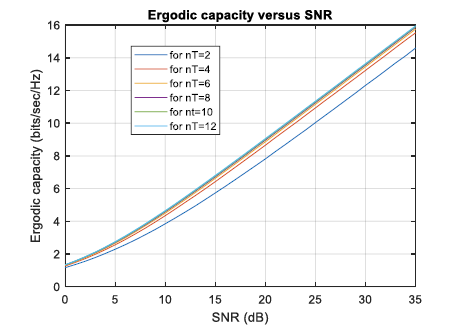 Ergodic capacity versus SNR
16
14
12
10
8
6
4
2
0
Ergodic capacity (bits/sec/Hz)
for nT=2
for nT=4
for nT=6
for nT=8
for nt=10
for nT=12
0 5 10 15 20 25 30 35
SNR (dB)